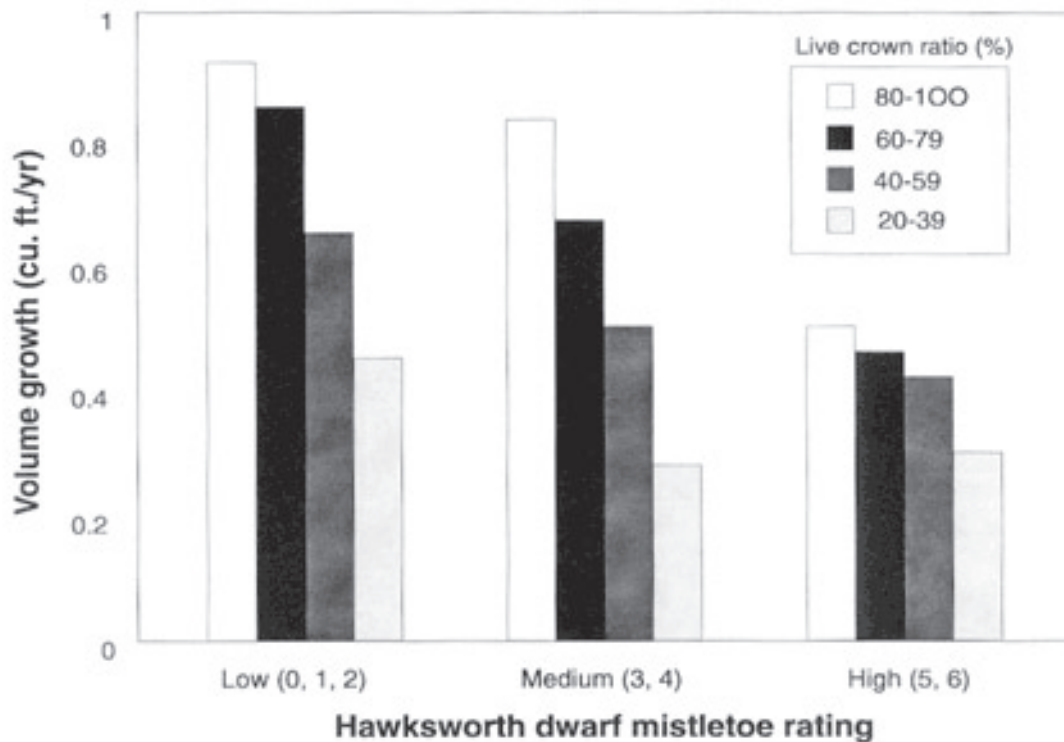 1
0.8
0.6
0.4
0.2
0
Volume growth (cu. ft./yr)
Live crown ratio (%)
80-1OO
60-79
40-59
20-39
Low (0, 1, 2)
Medium (3, 4)
High (5, 6)
Hawksworth dwarf mistletoe rating